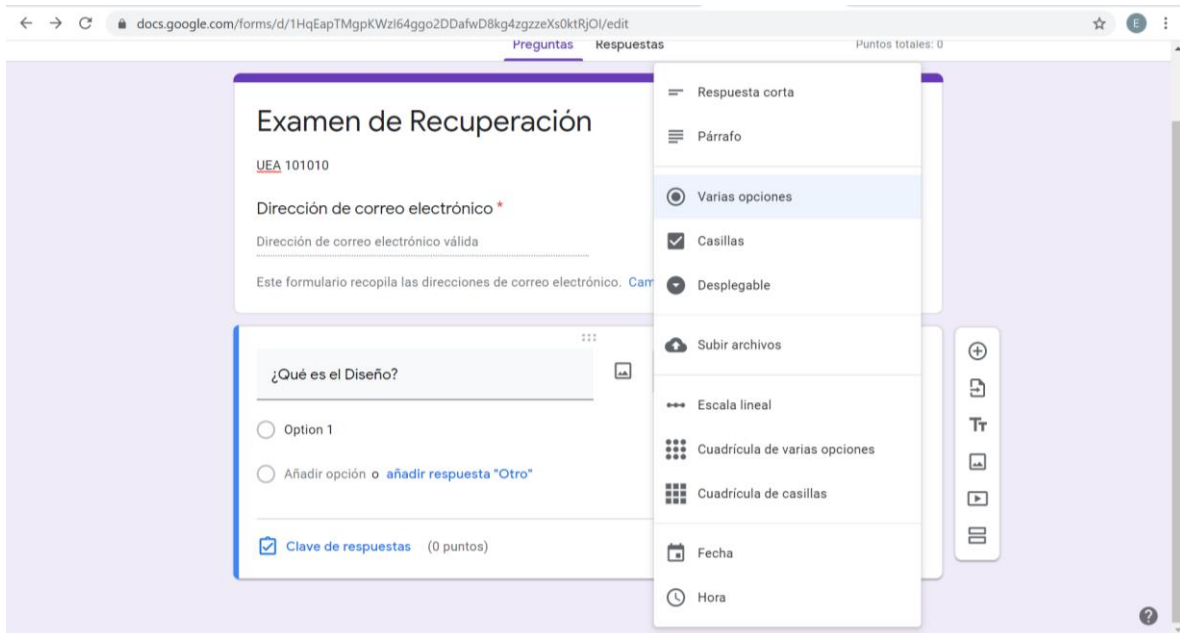 docs.google.com/forms/d/1HqEapTMgpKWzl64ggo2DDafwD8kg4zgzzeXs0ktRjOI/edit
E
Preguntas Respuestas Puntos totales: 0
Examen de Recuperación
UEA 101010
Dirección de correo electrónico *
Dirección de correo electrónico válida
Este formulario recopila las direcciones de correo electrónico. Cam
¿Qué es el Diseño?
Option 1
Añadir opción o añadir respuesta "Otro"
Clave de respuestas (0 puntos)
Respuesta corta
Párrafo
Varias opciones
Casillas
Desplegable
Subir archivos
Escala lineal
Cuadrícula de varias opciones
Cuadrícula de casillas
Fecha
Hora
Tт